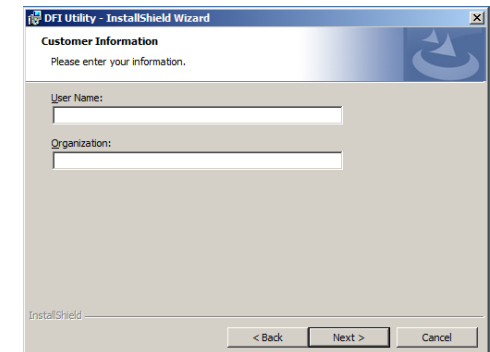 DFI Utility - InstallShield Wizard
Customer Information
Please enter your information.
User Name:
Organization:
InstallShield
< Back Next > Cancel